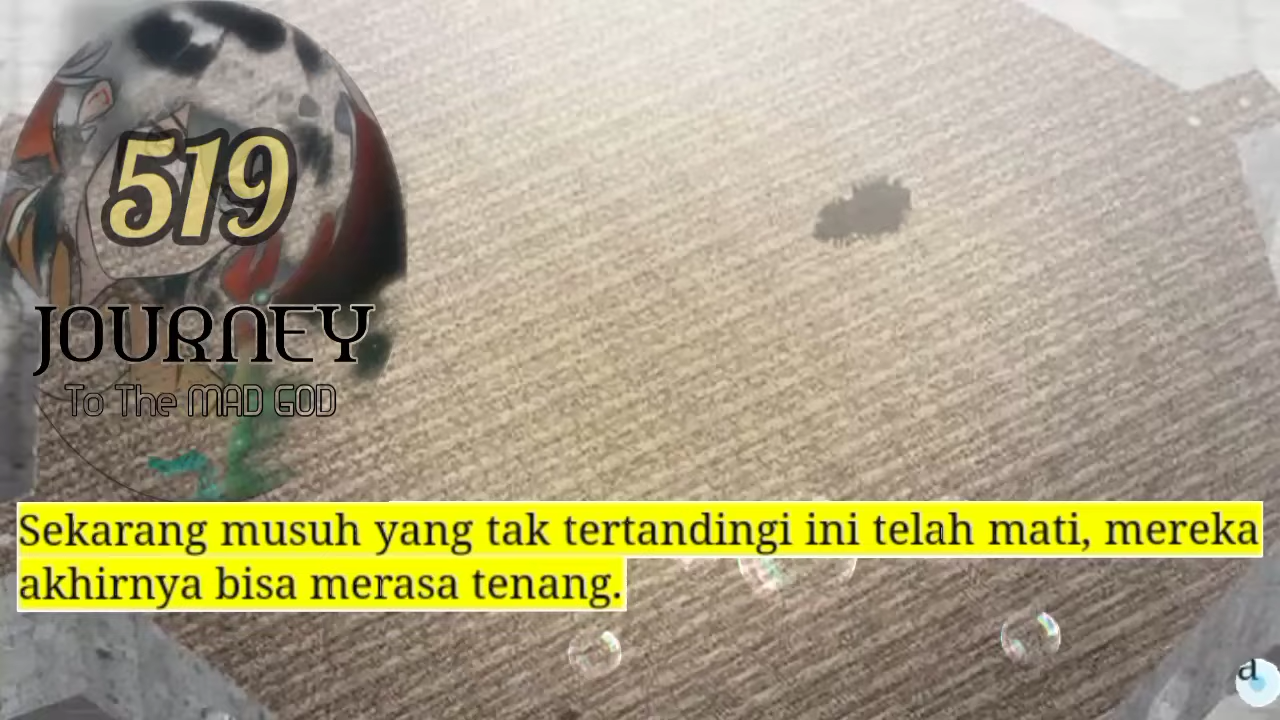 519
JOURNEY
To The MAD GOD
Sekarang musuh yang tak tertandingi ini telah mati, mereka
akhirnya bisa merasa tenang.
a